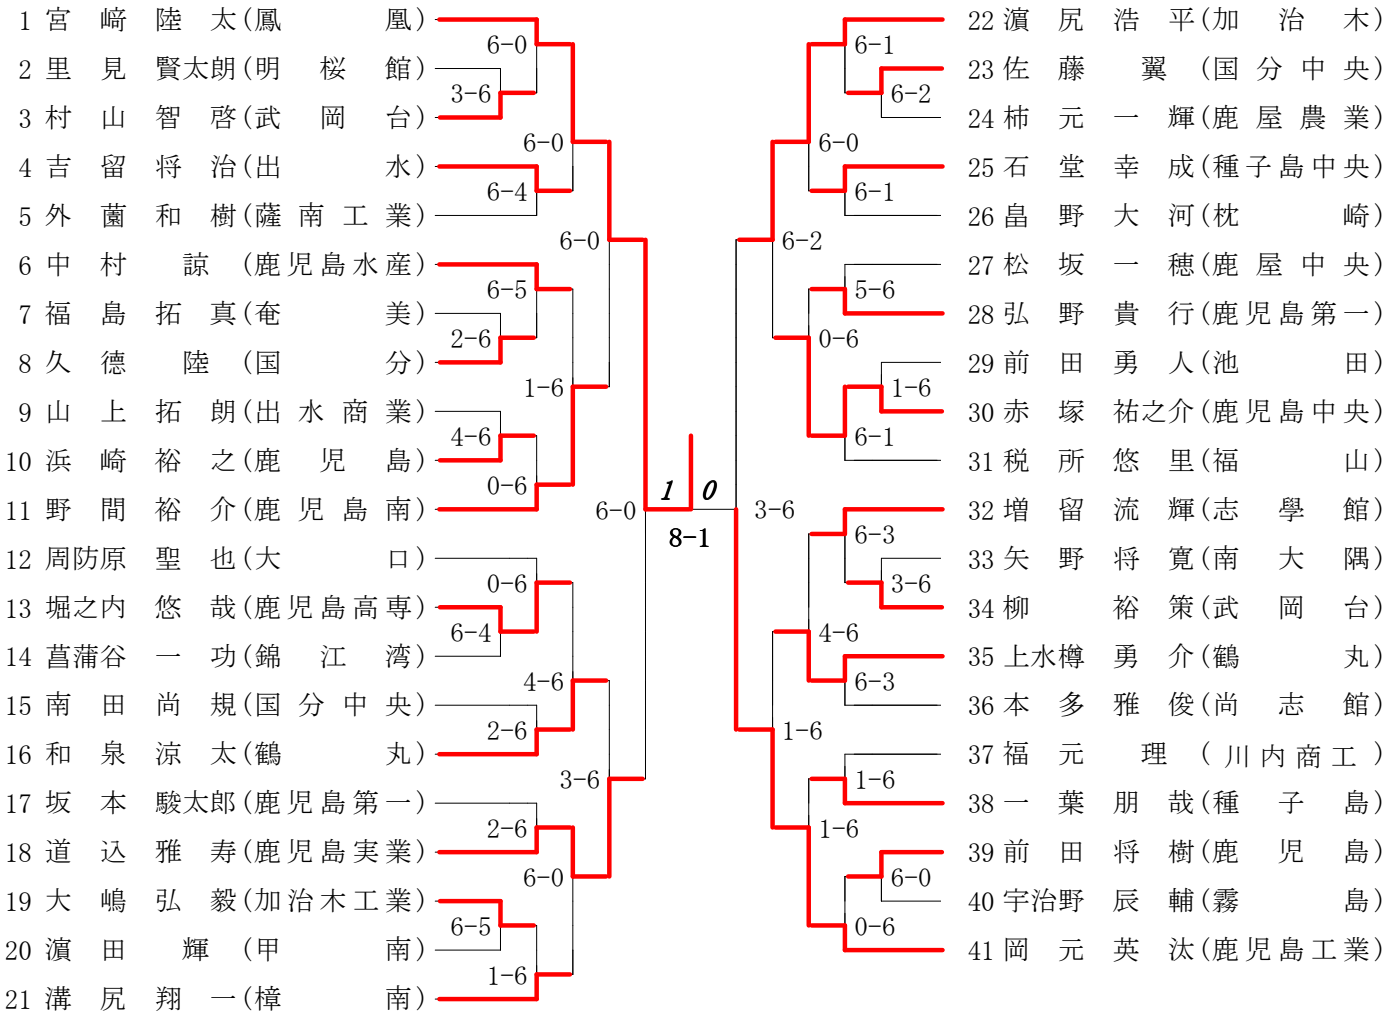 1 宮 﨑 陸 太(鳳 凰)
2 里 見 賢太朗(明 桜 館)
3 村 山 智 啓(武 岡 台)
4 吉 留 将 治(出 水)
5 外 薗 和 樹(薩 南 工 業)
6 中 村 諒 (鹿児島水産)
7 福 島 拓 真(奄 美)
8 久 德 陸 (国 分)
9 山 上 拓 朗(出 水 商 業)
10 浜 崎 裕 之(鹿 児 島)
11 野 間 裕 介(鹿 児 島 南)
12 周防原 聖 也(大 口)
13 堀之内 悠 哉(鹿児島高専)
14 菖蒲谷 一 功(錦 江 湾)
15 南 田 尚 規(国 分 中 央)
16 和 泉 涼 太(鶴 丸)
17 坂 本 駿太郎(鹿児島第一)
18 道 込 雅 寿(鹿児島実業)
19 大 嶋 弘 毅(加治木工業)
20 濵 田 輝 (甲 南)
21 溝 尻 翔 一(樟 南)
6-0
3-6
6-0
6-4
6-0
6-5
2-6
1-6
4-6
0-6
6-0
0-6
6-4
4-6
2-6
3-6
2-6
6-0
6-5
1-6
1 0
8-1
22 濵 尻 浩 平(加 治 木)
23 佐 藤 翼 (国 分 中 央)
24 柿 元 一 輝(鹿 屋 農 業)
25 石 堂 幸 成(種子島中央)
26 畠 野 大 河(枕 崎)
27 松 坂 一 穂(鹿 屋 中 央)
28 弘 野 貴 行(鹿児島第一)
29 前 田 勇 人(池 田)
30 赤 塚 祐之介(鹿児島中央)
31 税 所 悠 里(福 山)
32 増 留 流 輝(志 學 館)
33 矢 野 将 寛(南 大 隅)
34 柳 裕 策(武 岡 台)
35 上水樽 勇 介(鶴 丸)
36 本 多 雅 俊(尚 志 館)
37 福 元 理 (川内商工)
38 一 葉 朋 哉(種 子 島)
39 前 田 将 樹(鹿 児 島)
40 宇治野 辰 輔(霧 島)
41 岡 元 英 汰(鹿児島工業)
6-1
6-2
6-0
6-1
6-2
5-6
0-6
1-6
6-1
3-6
6-3
3-6
4-6
6-3
1-6
1-6
1-6
6-0
0-6